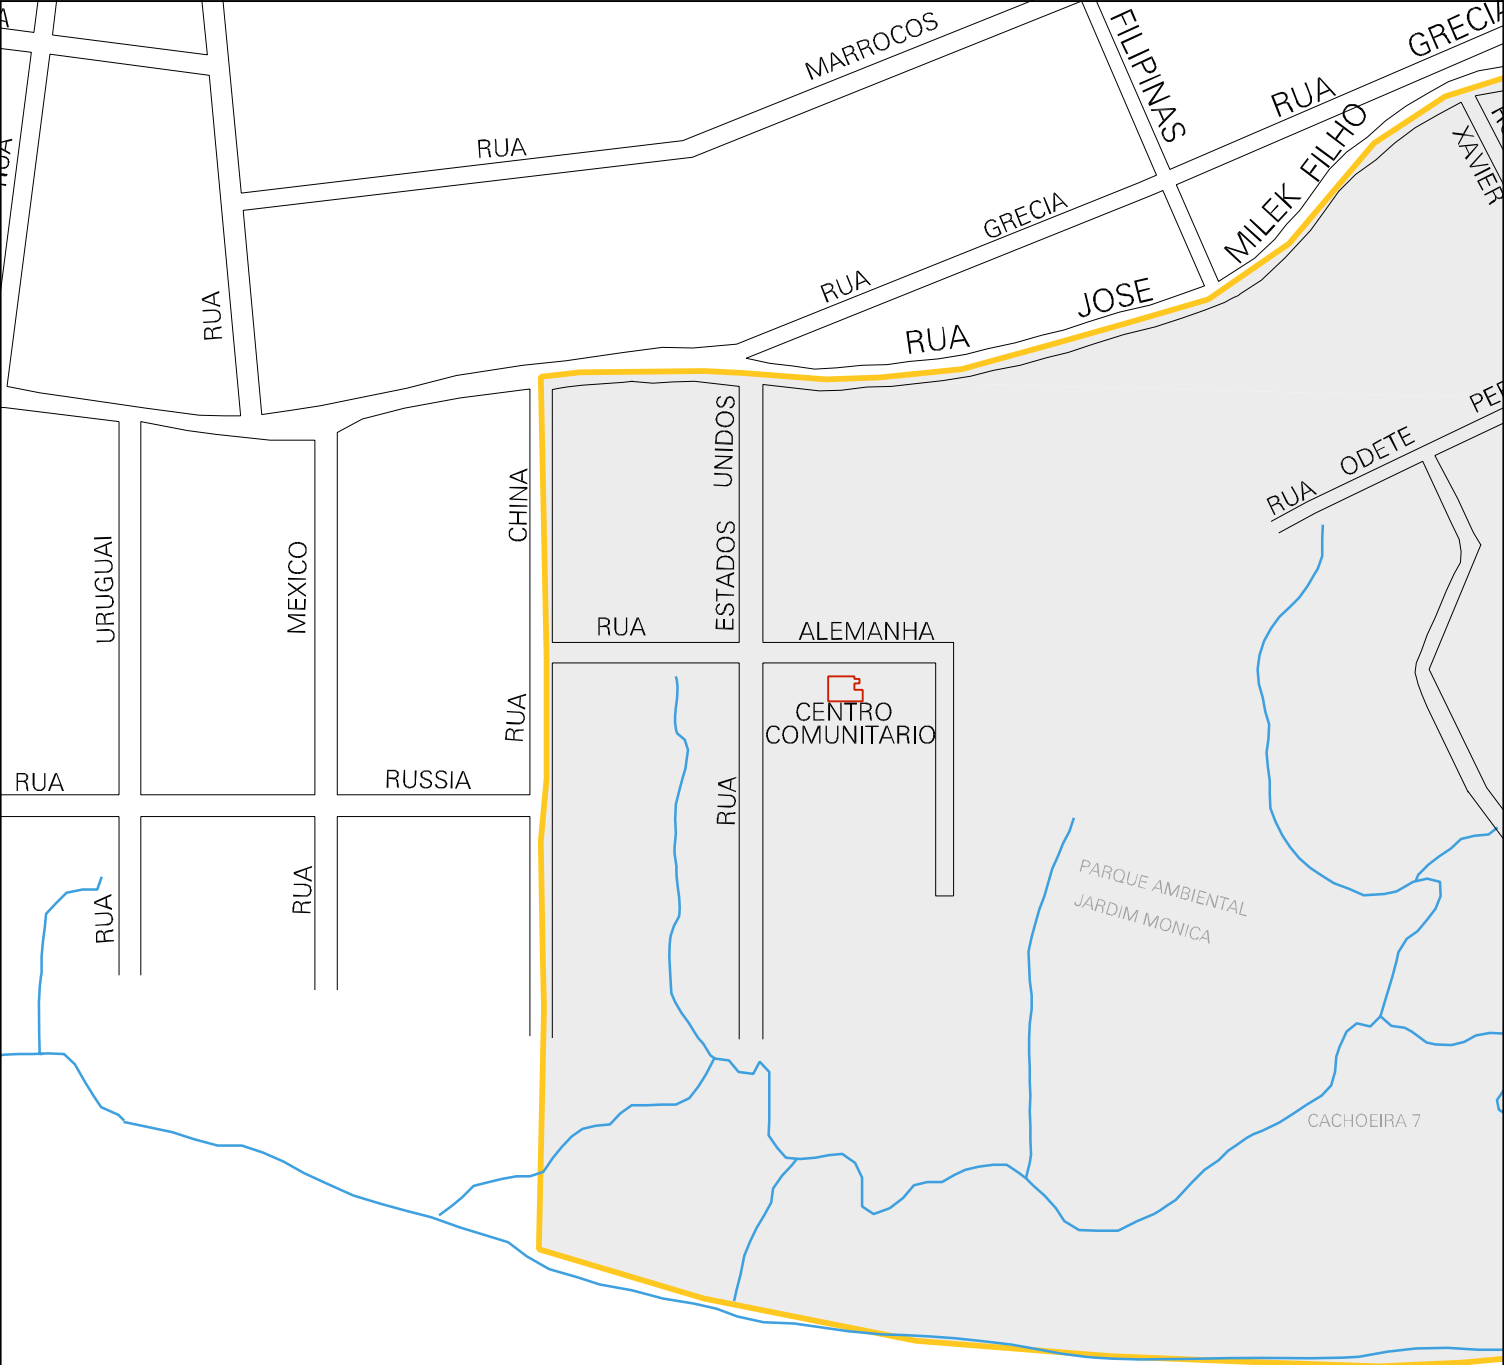 RUA MARROCOS
FILIPINAS
RUA GRECIA
RUA GRECIA
RUA JOSE MILEK FILHO
XAVIER
RUA
RUA ODETE
RUA URUGUAI
RUA MEXICO
RUA CHINA
RUA ESTADOS UNIDOS
RUA ALEMANHA
CENTRO
COMUNITARIO
RUA RUSSIA
PARQUE AMBIENTAL
JARDIM MONICA
CACHOEIRA 7